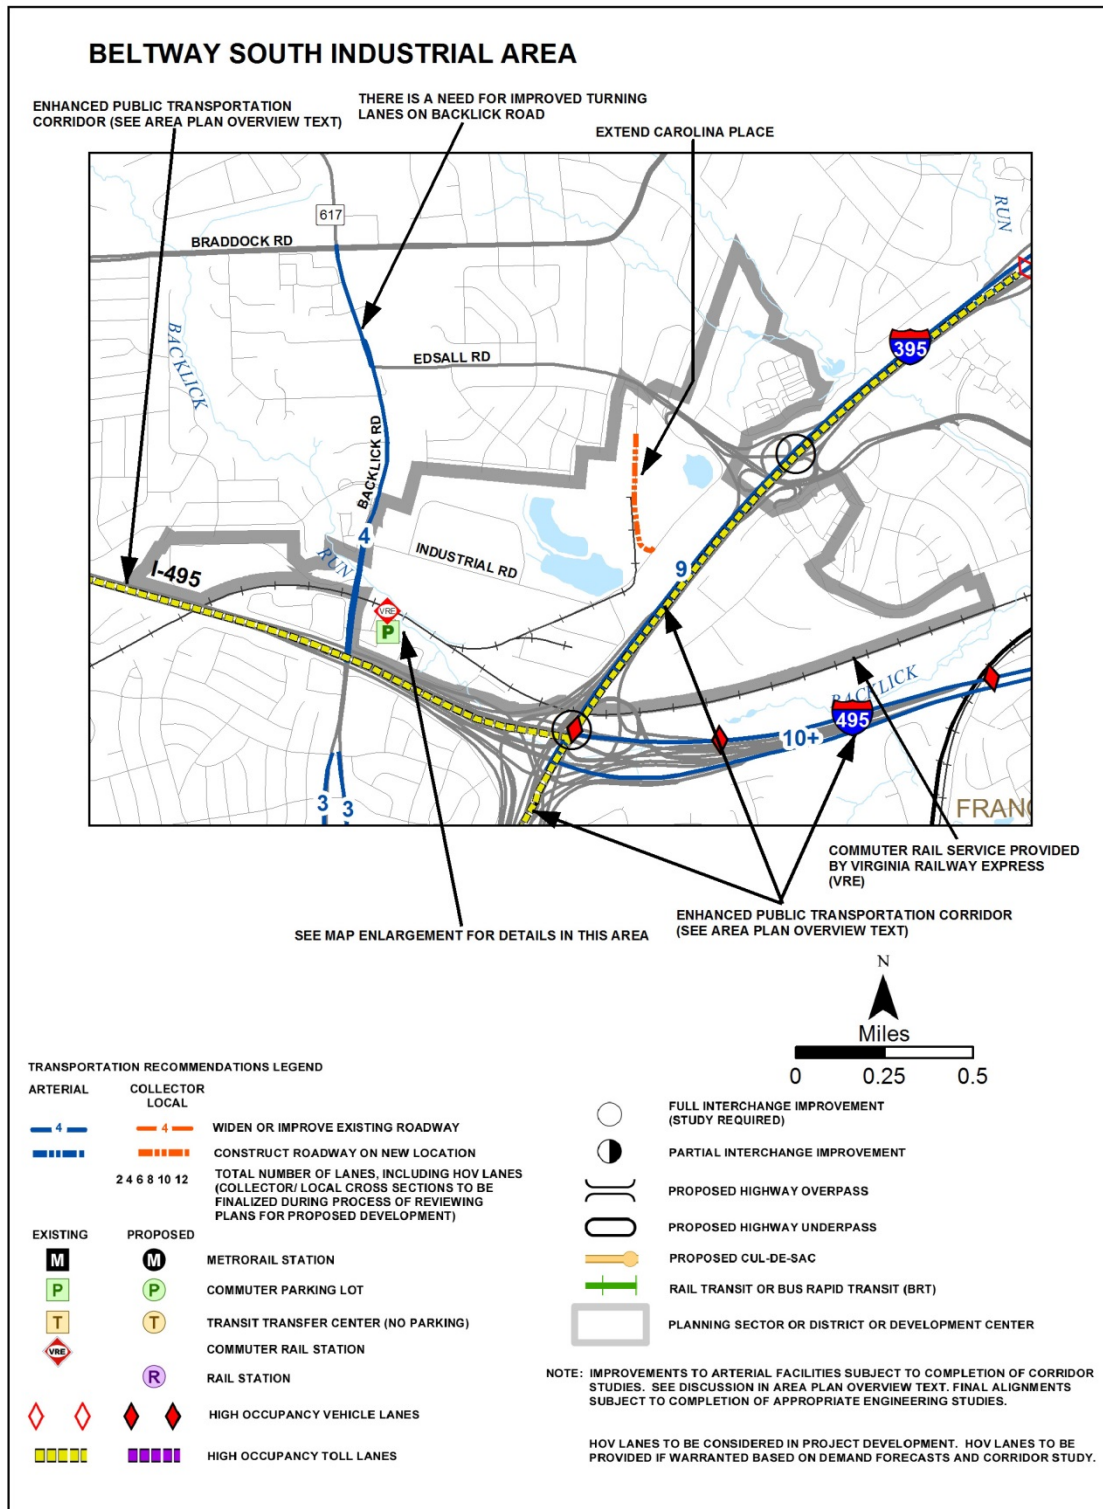 BELTWAY SOUTH INDUSTRIAL AREA
ENHANCED PUBLIC TRANSPORTATION
CORRIDOR (SEE AREA PLAN OVERVIEW TEXT)
THERE IS A NEED FOR IMPROVED TURNING
LANES ON BACKLICK ROAD
EXTEND CAROLINA PLACE
617
BRADDOCK RD
RUN
BACKLICK
395
EDSALL RD
BACKLICK RD
4
INDUSTRIAL RD
RUN
I-495
9
VRE
P
BACKLICK
495
10+
3
3
FRANC
COMMUTER RAIL SERVICE PROVIDED
BY VIRGINIA RAILWAY EXPRESS
(VRE)
ENHANCED PUBLIC TRANSPORTATION CORRIDOR
(SEE AREA PLAN OVERVIEW TEXT)
SEE MAP ENLARGEMENT FOR DETAILS IN THIS AREA
N
Miles
0 0.25 0.5
TRANSPORTATION RECOMMENDATIONS LEGEND
ARTERIAL COLLECTOR
LOCAL
4 4 WIDEN OR IMPROVE EXISTING ROADWAY
CONSTRUCT ROADWAY ON NEW LOCATION
2 4 6 8 10 12 TOTAL NUMBER OF LANES, INCLUDING HOV LANES
(COLLECTOR/ LOCAL CROSS SECTIONS TO BE
FINALIZED DURING PROCESS OF REVIEWING
PLANS FOR PROPOSED DEVELOPMENT)
EXISTING PROPOSED
M M METRORAIL STATION
P P COMMUTER PARKING LOT
T T TRANSIT TRANSFER CENTER (NO PARKING)
VRE COMMUTER RAIL STATION
R RAIL STATION
HIGH OCCUPANCY VEHICLE LANES
HIGH OCCUPANCY TOLL LANES
FULL INTERCHANGE IMPROVEMENT
(STUDY REQUIRED)
PARTIAL INTERCHANGE IMPROVEMENT
PROPOSED HIGHWAY OVERPASS
PROPOSED HIGHWAY UNDERPASS
PROPOSED CUL-DE-SAC
RAIL TRANSIT OR BUS RAPID TRANSIT (BRT)
PLANNING SECTOR OR DISTRICT OR DEVELOPMENT CENTER
NOTE: IMPROVEMENTS TO ARTERIAL FACILITIES SUBJECT TO COMPLETION OF CORRIDOR
STUDIES. SEE DISCUSSION IN AREA PLAN OVERVIEW TEXT. FINAL ALIGNMENTS
SUBJECT TO COMPLETION OF APPROPRIATE ENGINEERING STUDIES.
HOV LANES TO BE CONSIDERED IN PROJECT DEVELOPMENT. HOV LANES TO BE
PROVIDED IF WARRANTED BASED ON DEMAND FORECASTS AND CORRIDOR STUDY.